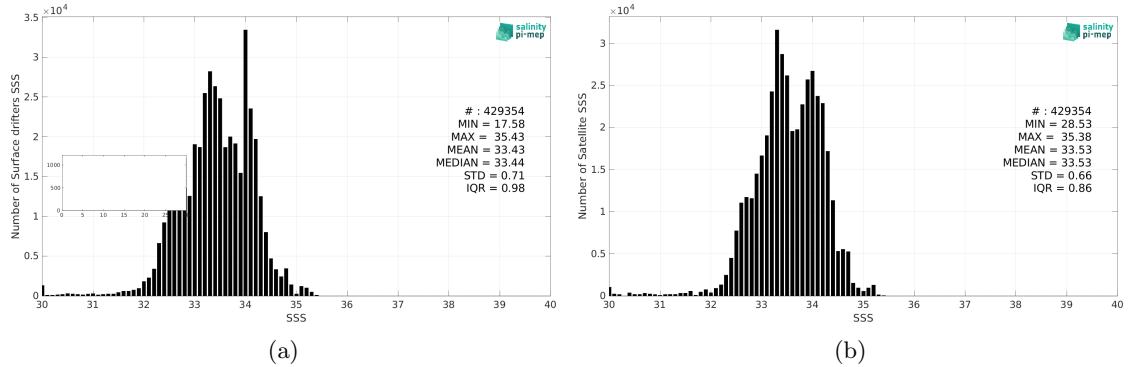 ×10⁴
3.5
3
2.5
2
1.5
1
0.5
0
Number of Surface drifters SSS
salinity
pi-mep
# : 429354
MIN = 17.58
MAX = 35.43
MEAN = 33.43
MEDIAN = 33.44
STD = 0.71
IQR = 0.98
1000
500
0
0 5 10 15 20 25
30 31 32 33 34 35 36 37 38 39 40
SSS
(a)
×10⁴
3
2.5
2
1.5
1
0.5
0
Number of Satellite SSS
salinity
pi-mep
# : 429354
MIN = 28.53
MAX = 35.38
MEAN = 33.53
MEDIAN = 33.53
STD = 0.66
IQR = 0.86
30 31 32 33 34 35 36 37 38 39 40
SSS
(b)